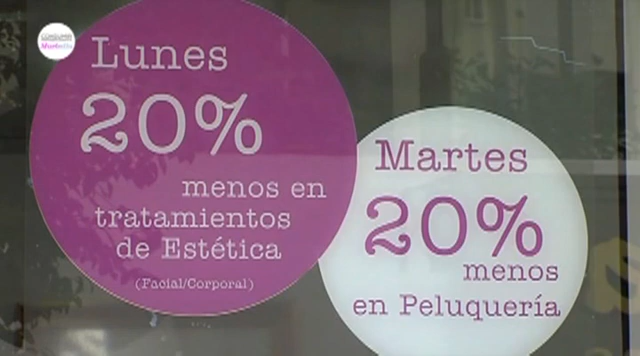 Lunes
20%
menos en
tratamientos
de Estética
(Facial/Corporal)
Martes
20%
menos
en Peluquería